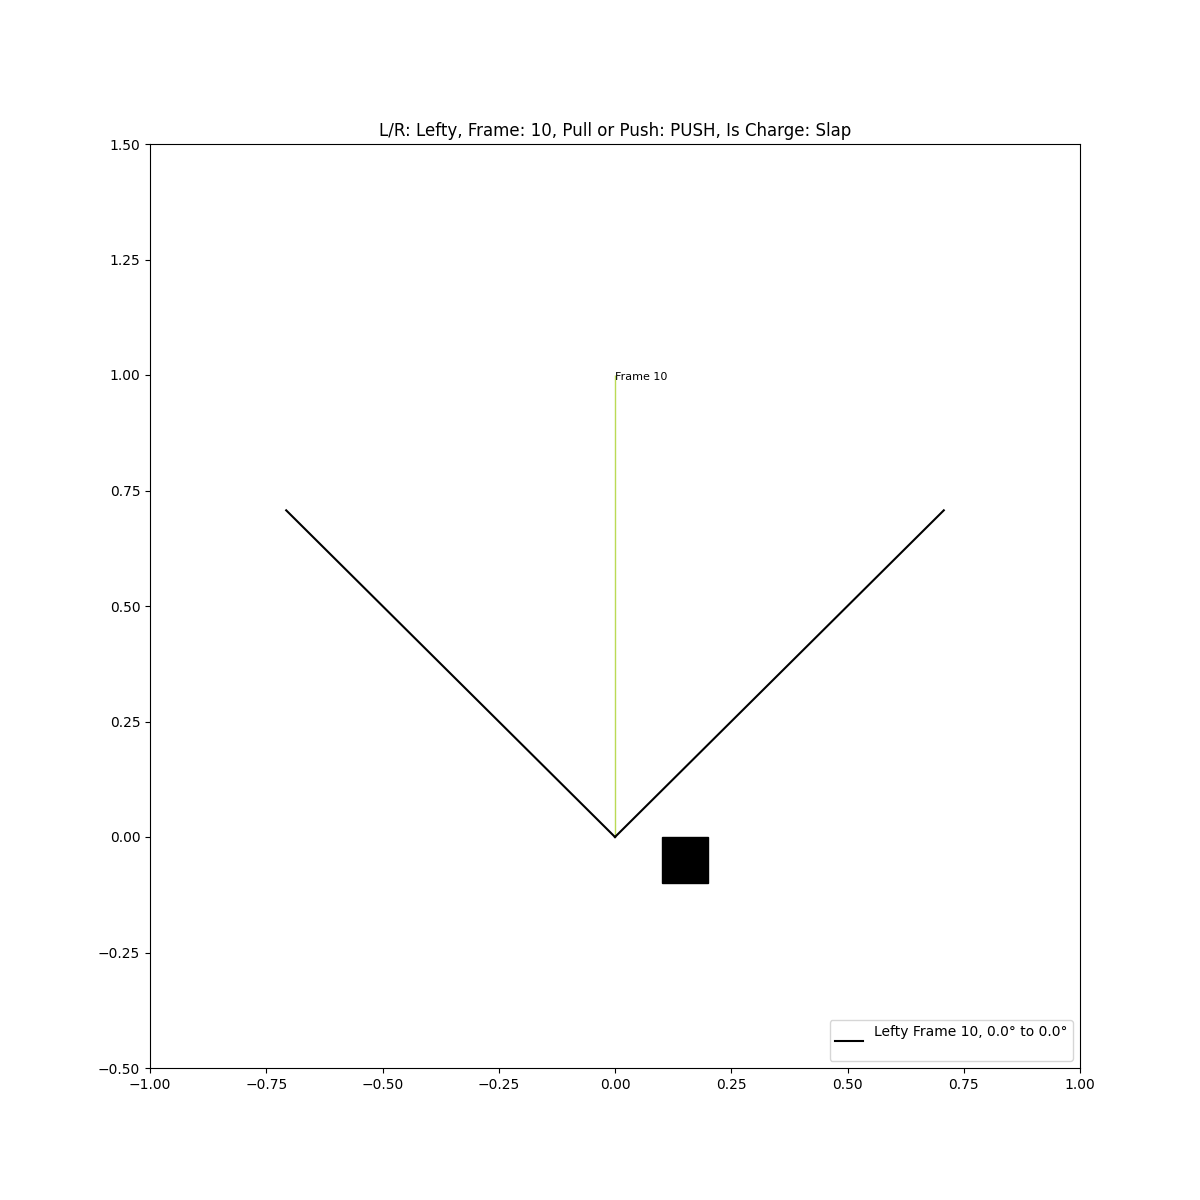 L/R: Lefty, Frame: 10, Pull or Push: PUSH, Is Charge: Slap
1.50
1.25
1.00
Frame 10
0.75
0.50
0.25
0.00
−0.25
Lefty Frame 10, 0.0° to 0.0°
−0.50
−1.00 −0.75 −0.50 −0.25 0.00 0.25 0.50 0.75 1.00